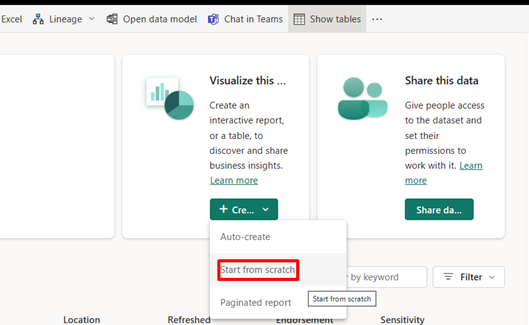 Excel Lineage Open data model Chat in Teams Show tables ...
Visualize this ...
Create an
interactive report,
or a table, to
discover and share
business insights.
Learn more
+ Cre...
Share this data
Give people access
to the dataset and
set their
permissions to
work with it. Learn
more
Share da...
Auto-create
Start from scratch
Paginated report
Start from scratch
by keyword
Filter
Location Refreshed Endorsement Sensitivity